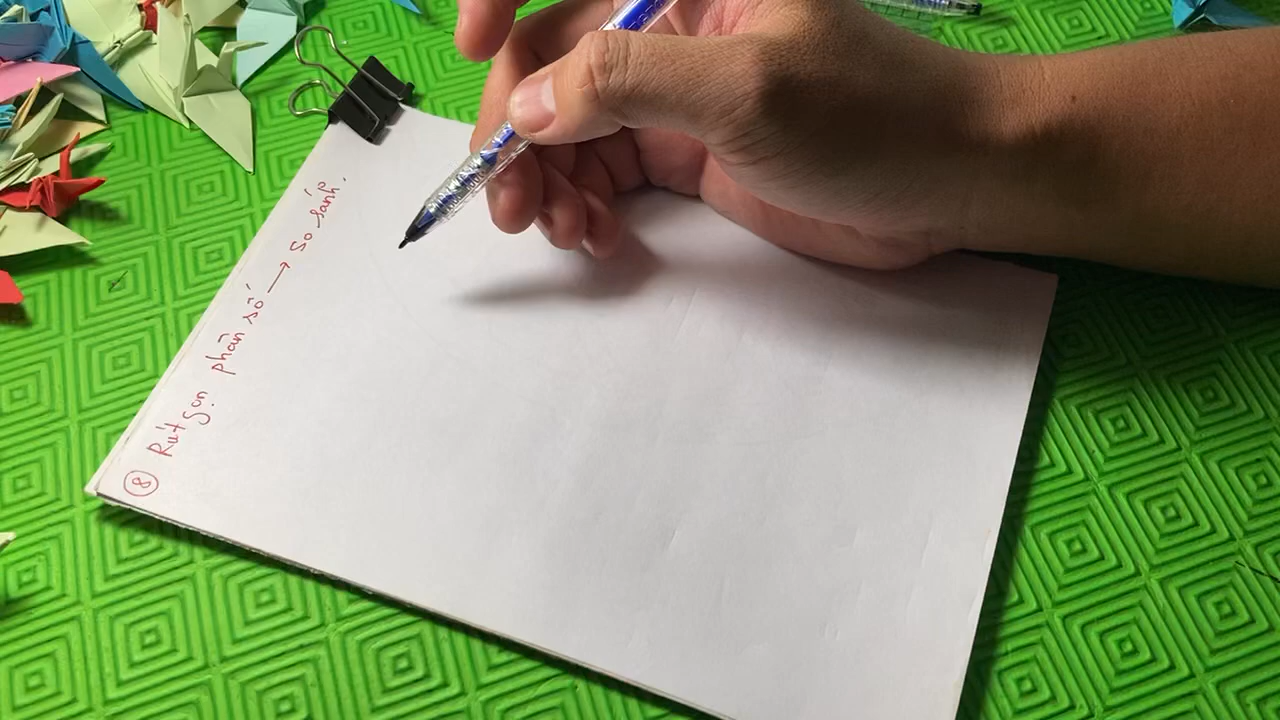 ⑧ Rút gọn phân số → so sánh.